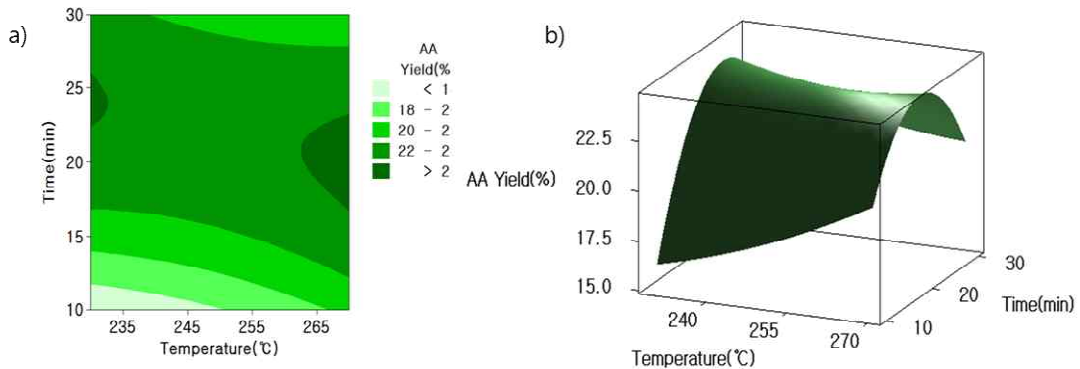 a)
30
25
20
15
10
Time(min)
235
245
255
265
Temperature(℃)
AA
Yield(%
< 1
18 - 2
20 - 2
22 - 2
> 2
b)
22.5
20.0
17.5
15.0
AA Yield(%)
240
255
270
Temperature(℃)
10
20
30
Time(min)